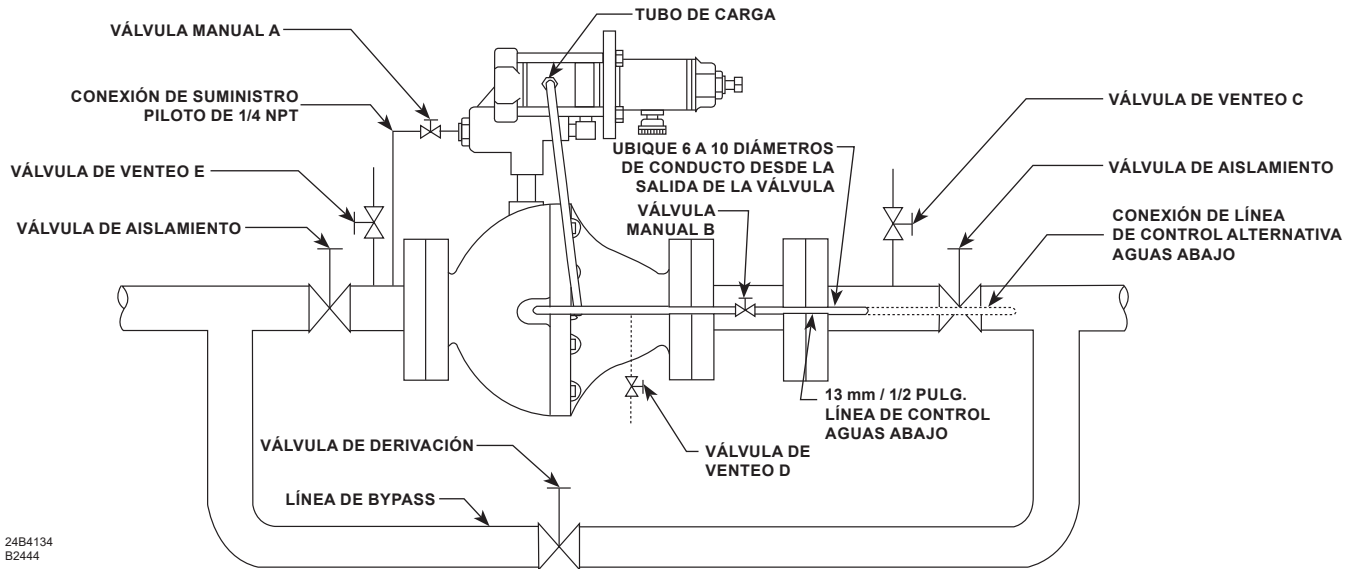 TUBO DE CARGA
VÁLVULA MANUAL A
CONEXIÓN DE SUMINISTRO
PILOTO DE 1/4 NPT
VÁLVULA DE VENTEO C
UBIQUE 6 A 10 DIÁMETROS
DE CONDUCTO DESDE LA
SALIDA DE LA VÁLVULA
VÁLVULA DE VENTEO E
VÁLVULA DE AISLAMIENTO
VÁLVULA
MANUAL B
VÁLVULA DE AISLAMIENTO
CONEXIÓN DE LÍNEA
DE CONTROL ALTERNATIVA
AGUAS ABAJO
13 mm / 1/2 PULG.
LÍNEA DE CONTROL
AGUAS ABAJO
VÁLVULA DE
VENTEO D
VÁLVULA DE DERIVACIÓN
LÍNEA DE BYPASS
24B4134
B2444